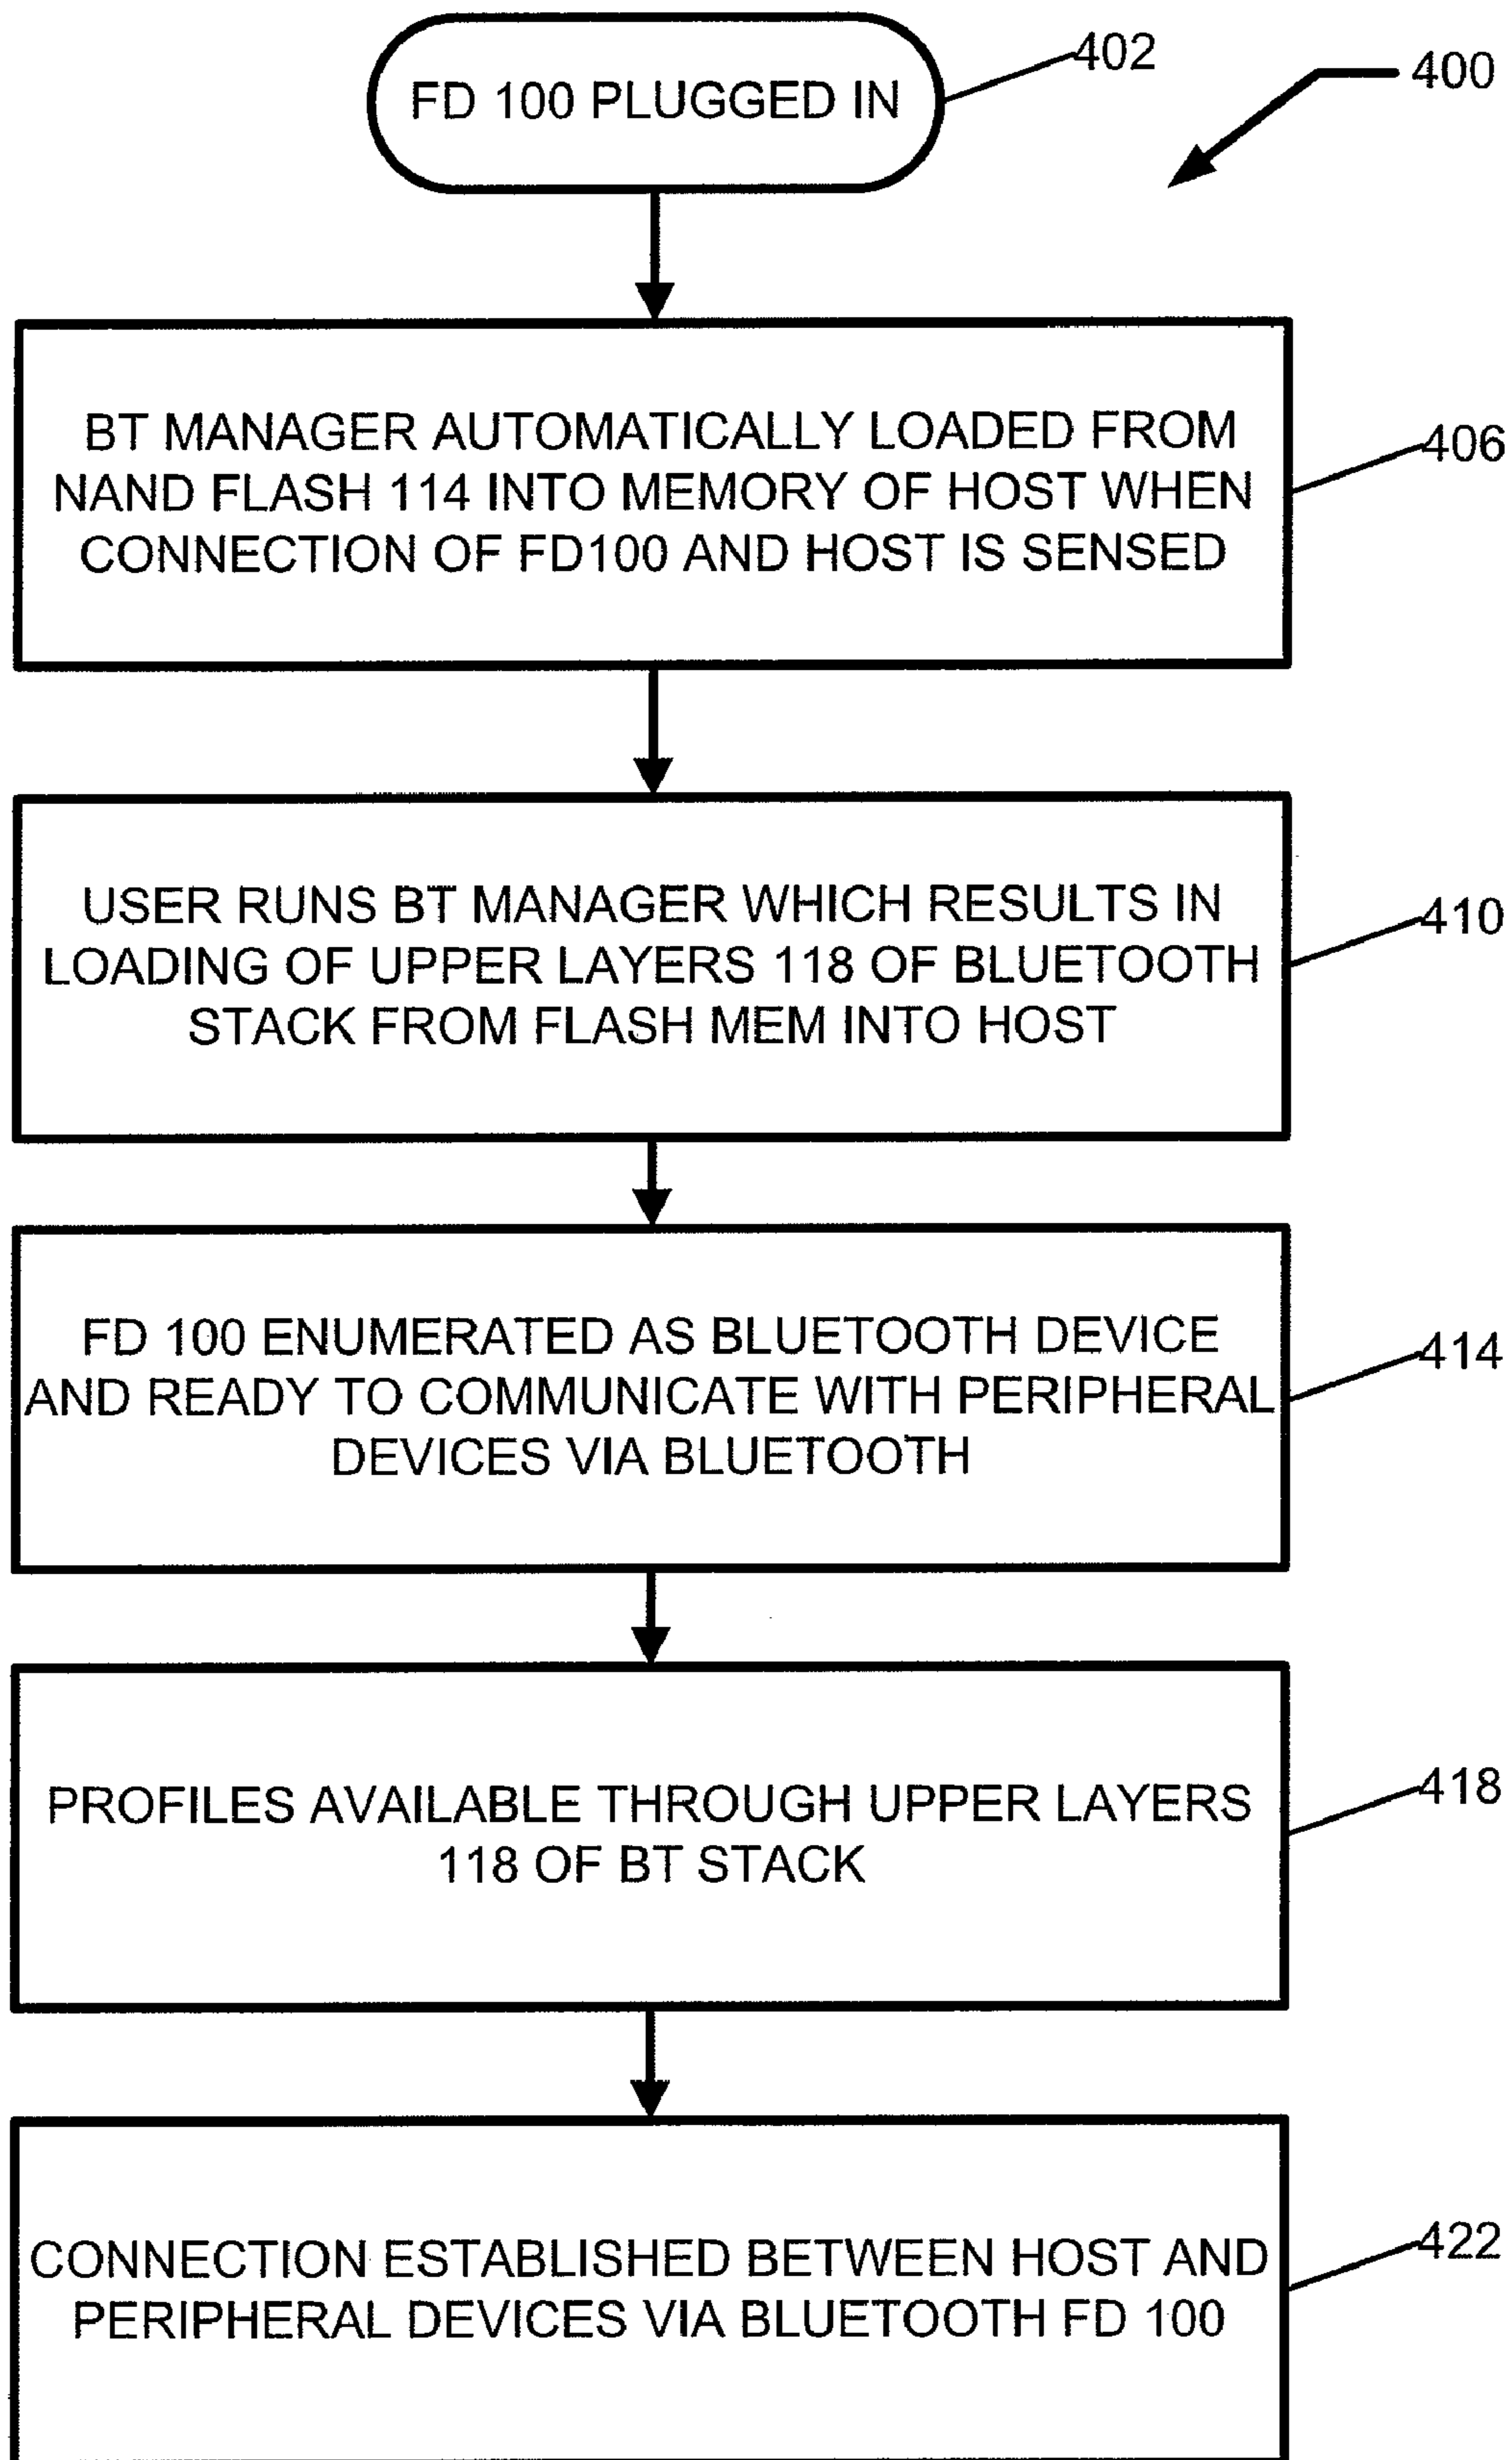 FD 100 PLUGGED IN
402
400
BT MANAGER AUTOMATICALLY LOADED FROM
NAND FLASH 114 INTO MEMORY OF HOST WHEN
CONNECTION OF FD100 AND HOST IS SENSED
406
USER RUNS BT MANAGER WHICH RESULTS IN
LOADING OF UPPER LAYERS 118 OF BLUETOOTH
STACK FROM FLASH MEM INTO HOST
410
FD 100 ENUMERATED AS BLUETOOTH DEVICE
AND READY TO COMMUNICATE WITH PERIPHERAL
DEVICES VIA BLUETOOTH
414
PROFILES AVAILABLE THROUGH UPPER LAYERS
118 OF BT STACK
418
CONNECTION ESTABLISHED BETWEEN HOST AND
PERIPHERAL DEVICES VIA BLUETOOTH FD 100
422